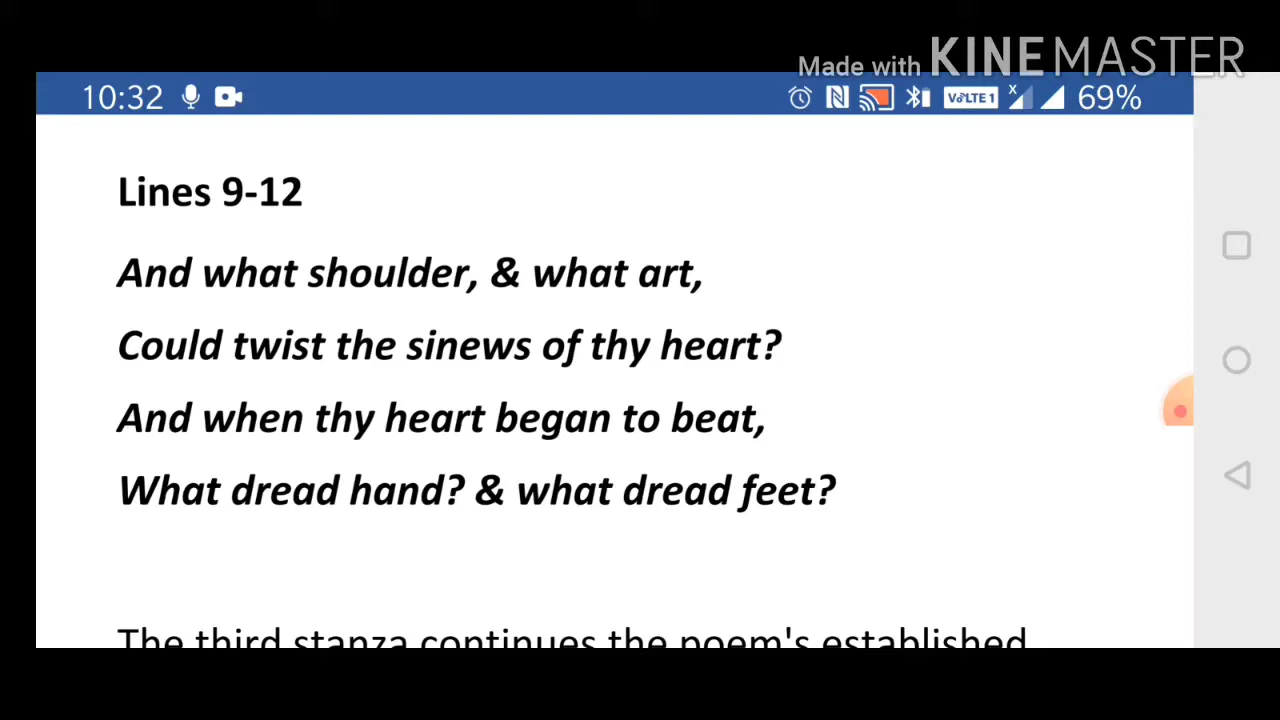 Made with KINEMASTER
10:32 VoLTE 1 X 69%
Lines 9-12
And what shoulder, & what art,
Could twist the sinews of thy heart?
And when thy heart began to beat,
What dread hand? & what dread feet?
The third stanza continues the poem's established